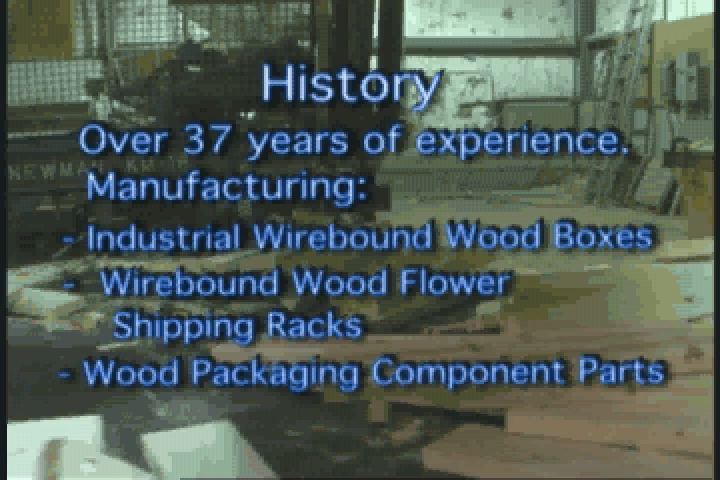 History
Over 37 years of experience.
NEWMAN
Manufacturing:
- Industrial Wirebound Wood Boxes
- Wirebound Wood Flower
Shipping Racks
- Wood Packaging Component Parts